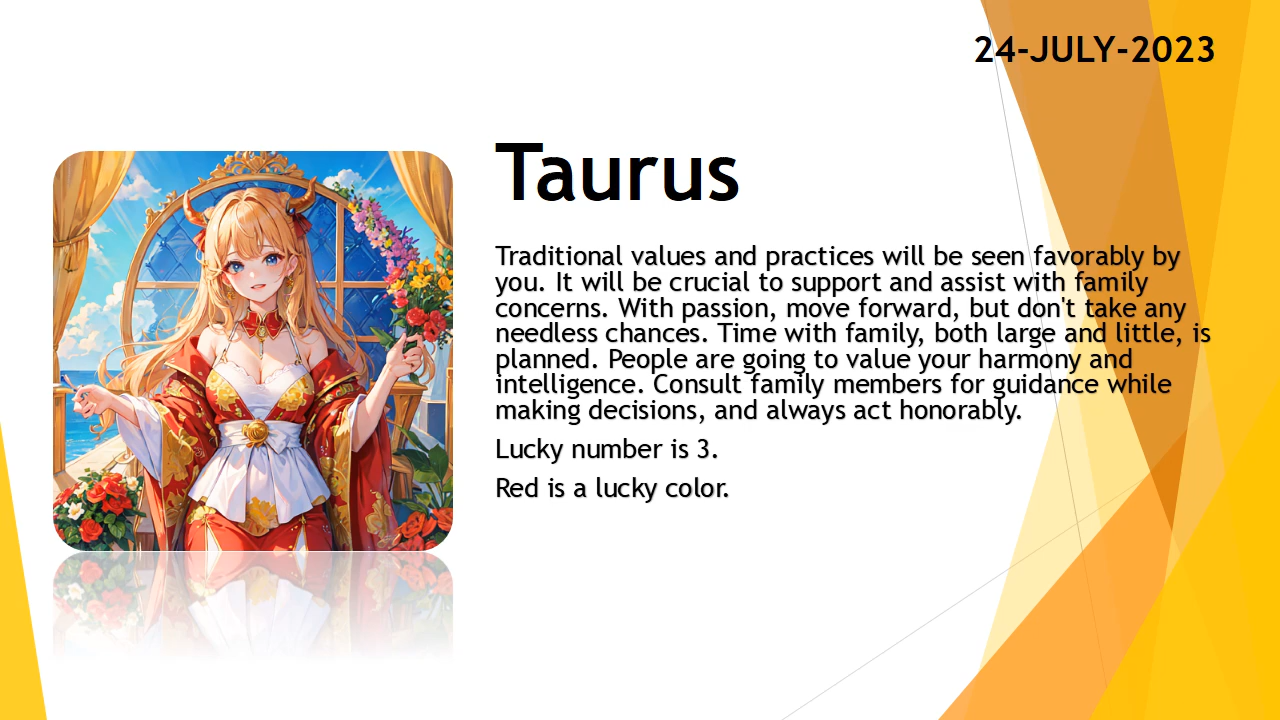 24-JULY-2023
Taurus
Traditional values and practices will be seen favorably by
you. It will be crucial to support and assist with family
concerns. With passion, move forward, but don't take any
needless chances. Time with family, both large and little, is
planned. People are going to value your harmony and
intelligence. Consult family members for guidance while
making decisions, and always act honorably.
Lucky number is 3.
Red is a lucky color.